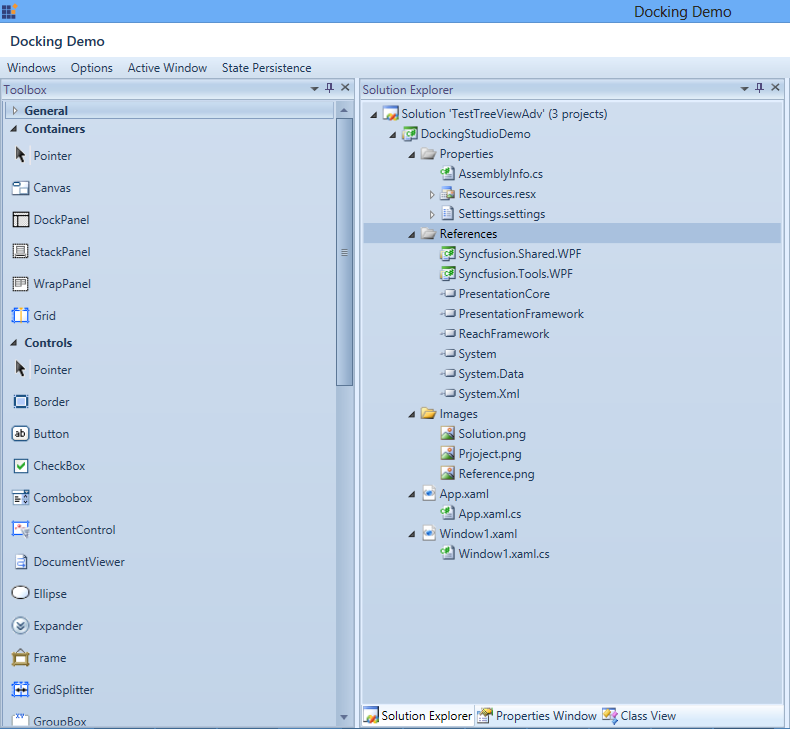 Docking Demo
Docking Demo
Windows Options Active Window State Persistence
Toolbox
General
Containers
Pointer
Canvas
DockPanel
StackPanel
WrapPanel
Grid
Controls
Pointer
Border
ab Button
CheckBox
Combobox
ContentControl
DocumentViewer
Ellipse
Expander
Frame
GridSplitter
GroupBox
Solution Explorer
Solution 'TestTreeViewAdv' (3 projects)
DockingStudioDemo
Properties
AssemblyInfo.cs
Resources.resx
Settings.settings
References
Syncfusion.Shared.WPF
Syncfusion.Tools.WPF
PresentationCore
PresentationFramework
ReachFramework
System
System.Data
System.Xml
Images
Solution.png
Prjoject.png
Reference.png
App.xaml
App.xaml.cs
Window1.xaml
Window1.xaml.cs
Solution Explorer Properties Window Class View